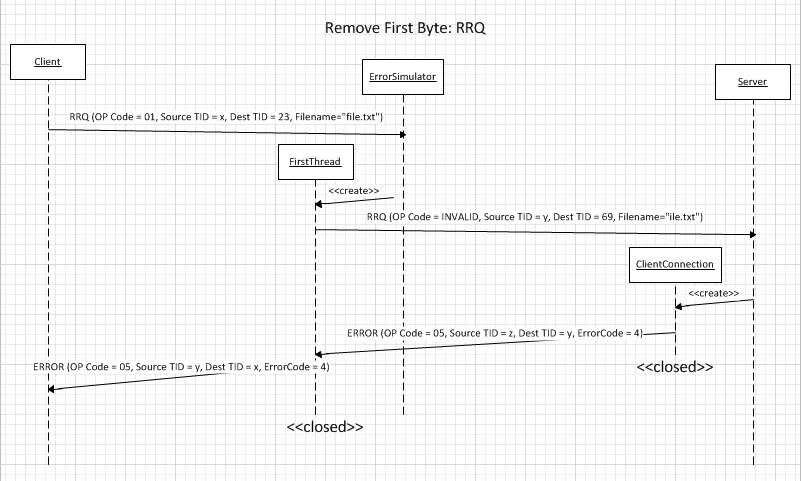 Remove First Byte: RRQ
Client
ErrorSimulator
Server
RRQ (OP Code = 01, Source TID = x, Dest TID = 23, Filename="file.txt")
FirstThread
<<create>>
RRQ (OP Code = INVALID, Source TID = y, Dest TID = 69, Filename="ile.txt")
ClientConnection
<<create>>
ERROR (OP Code = 05, Source TID = z, Dest TID = y, ErrorCode = 4)
ERROR (OP Code = 05, Source TID = y, Dest TID = x, ErrorCode = 4)
<<closed>>
<<closed>>